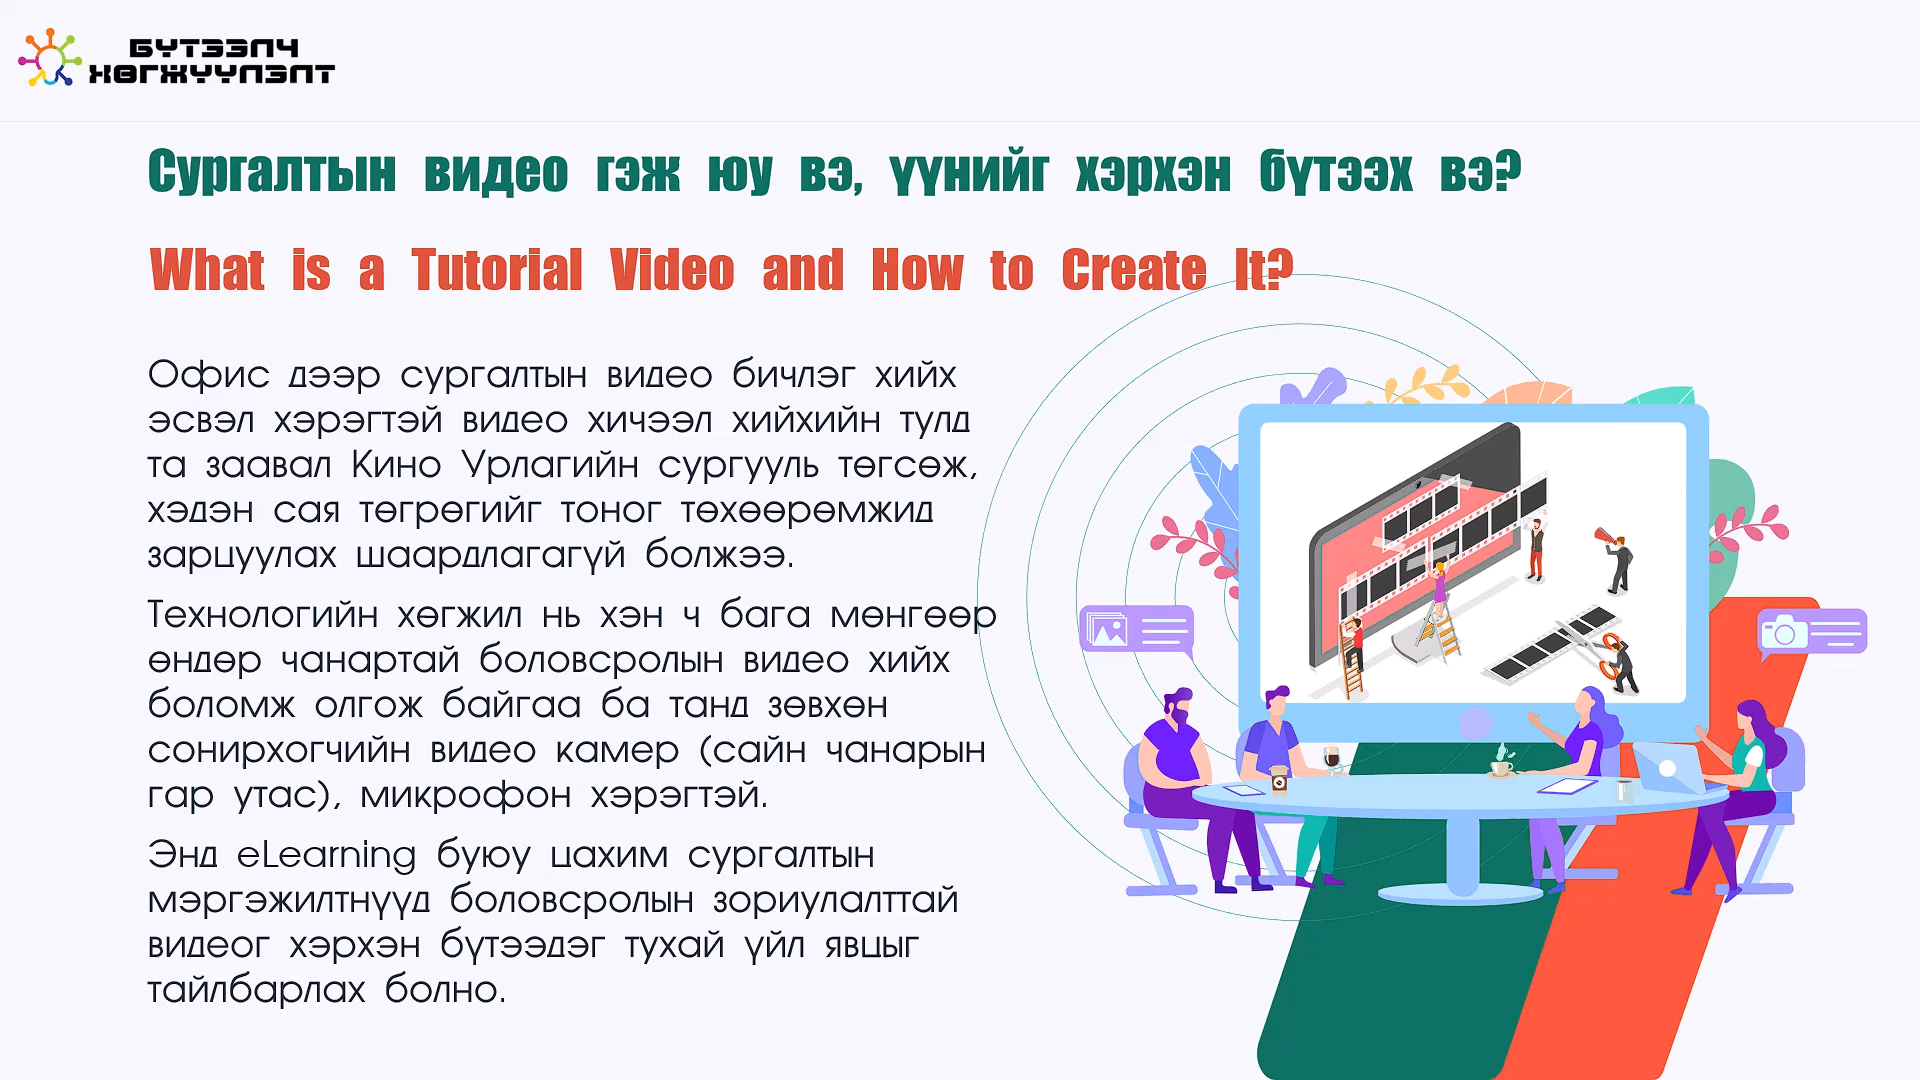 БҮТЭЭЛЧ
ХӨГЖҮҮЛЭЛТ
Сургалтын видео гэж юу вэ, үүнийг хэрхэн бүтээх вэ?
What is a Tutorial Video and How to Create It?
Офис дээр сургалтын видео бичлэг хийх
эсвэл хэрэгтэй видео хичээл хийхийн тулд
та заавал Кино Урлагийн сургууль төгсөж,
хэдэн сая төгрөгийг тоног төхөөрөмжид
зарцуулах шаардлагагүй болжээ.
Технологийн хөгжил нь хэн ч бага мөнгөөр
өндөр чанартай боловсролын видео хийх
боломж олгож байгаа ба танд зөвхөн
сонирхогчийн видео камер (сайн чанарын
гар утас), микрофон хэрэгтэй.
Энд eLearning буюу цахим сургалтын
мэргэжилтнүүд боловсролын зориулалттай
видеог хэрхэн бүтээдэг тухай үйл явцыг
тайлбарлах болно.